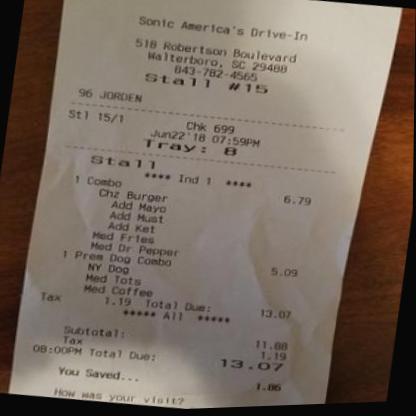 Sonic America's Drive-In
518 Robertson Boulevard
Walterboro, SC 29488
843-782-4565
Stall #15
96 JORDEN
Stl 15/1 Chk 699
Jun22'18 07:59PM
Tray: 8
Stall
**** Ind 1 ****
1 Combo 6.79
Chz Burger
Add Mayo
Add Must
Add Ket
Med Fries
Med Dr Pepper
1 Prem Dog Combo 5.09
NY Dog
Med Tots
Med Coffee
Tax 1.19 Total Due: 13.07
***** All *****
Subtotal: 11.88
Tax 1.19
08:00PM Total Due: 13.07
You Saved... 1.86
How was your visit?